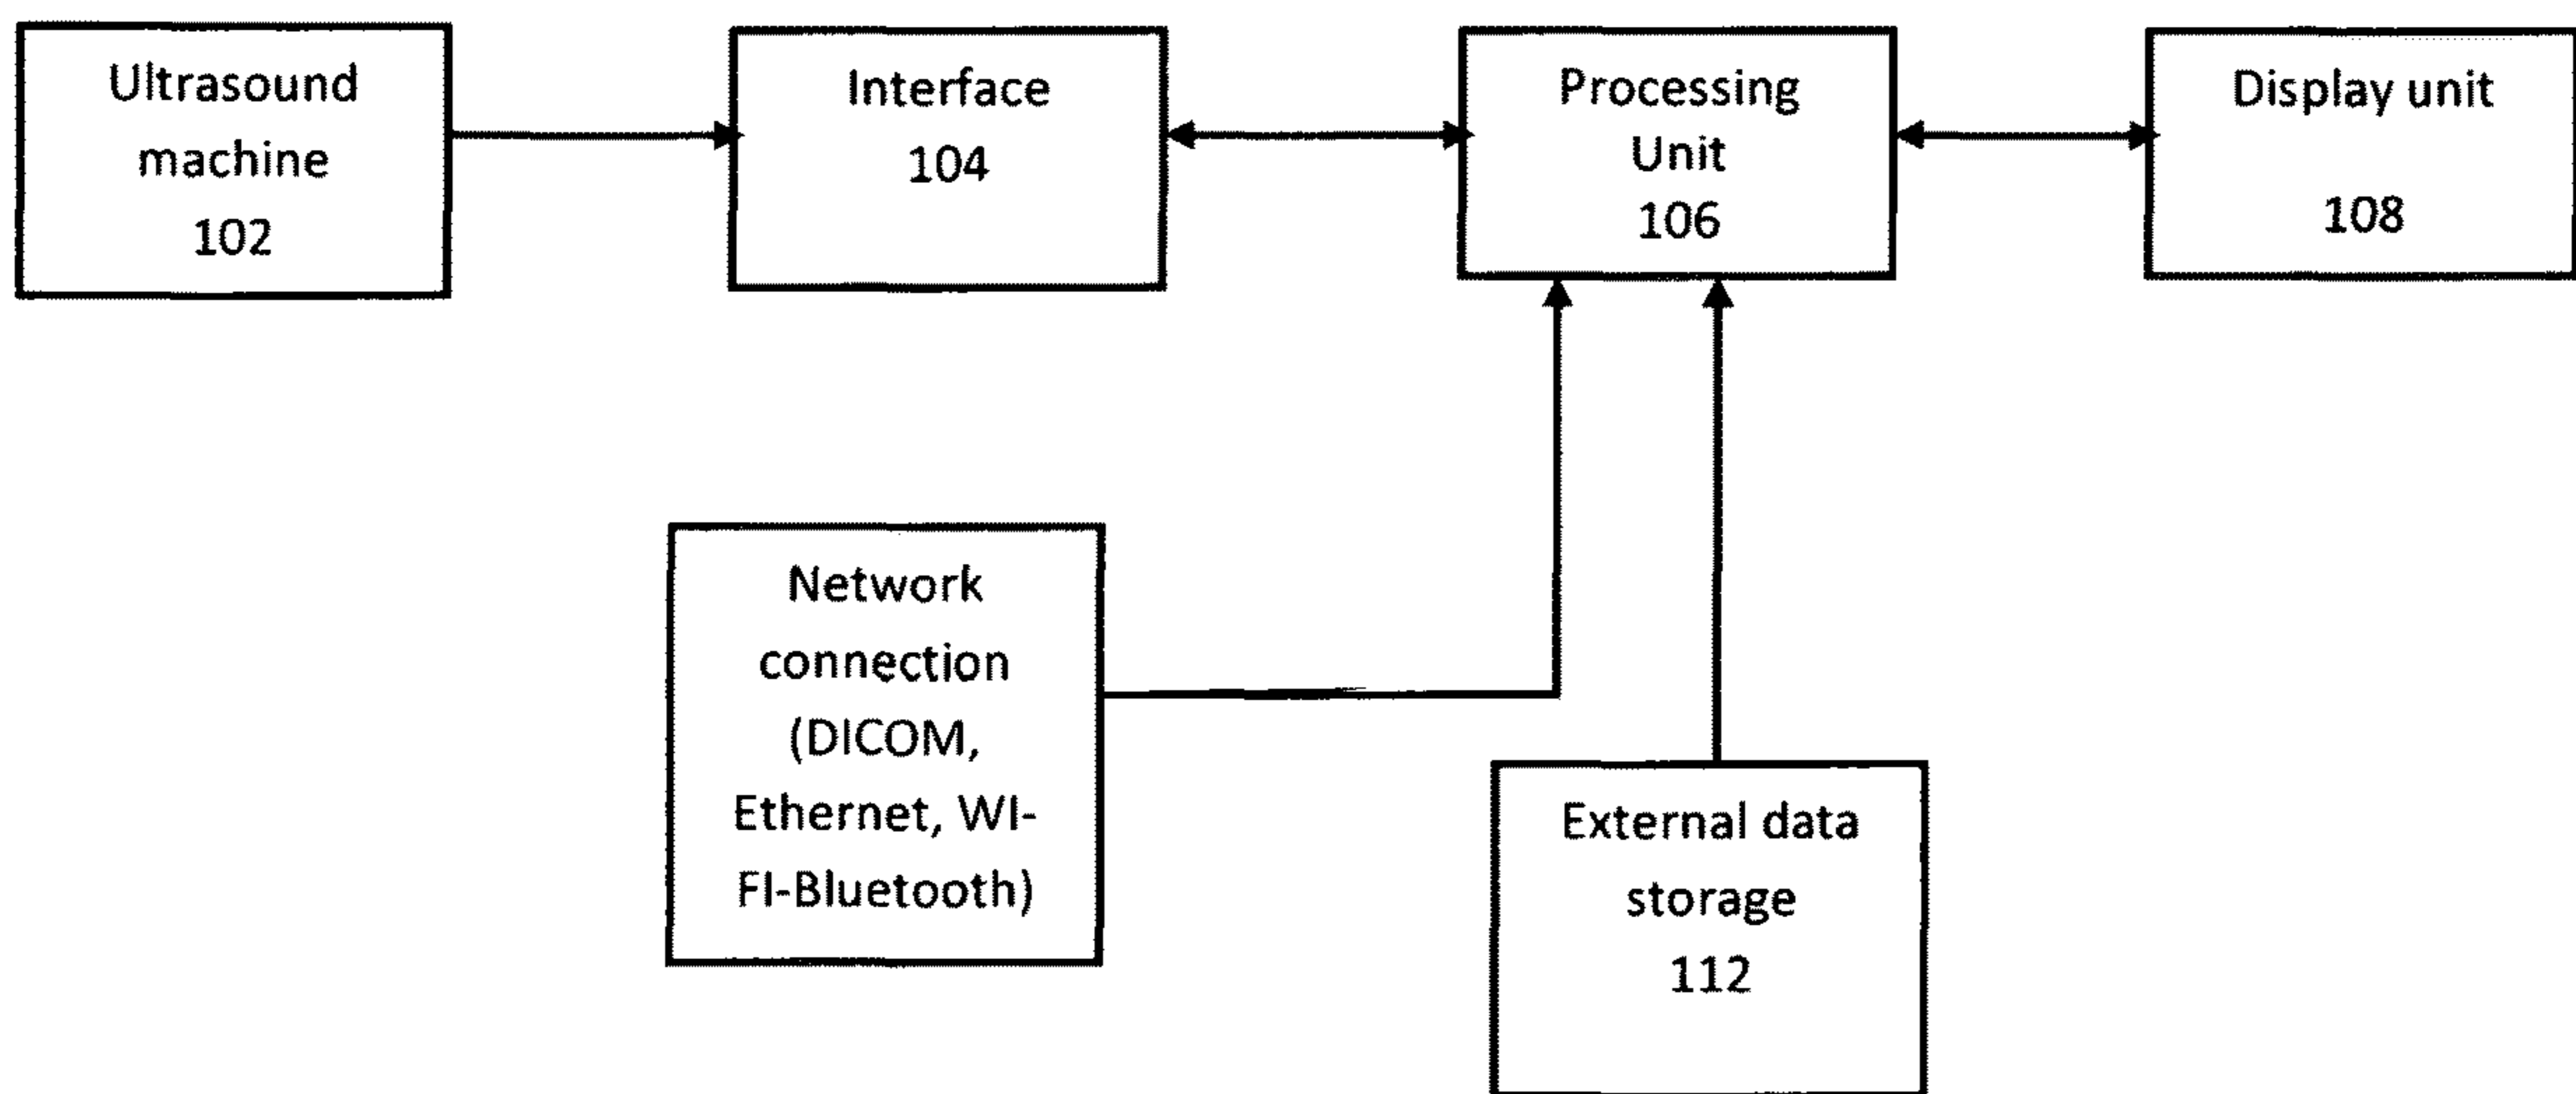 Ultrasound
machine
102
Interface
104
Processing
Unit
106
Display unit
108
Network
connection
(DICOM,
Ethernet, WI-
FI-Bluetooth)
External data
storage
112